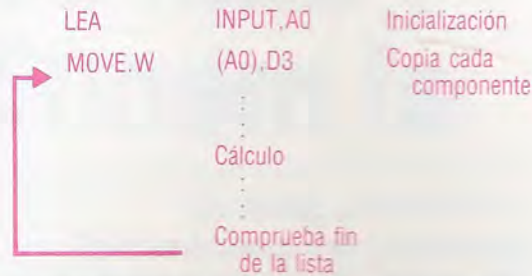 LEA INPUT,A0 Inicialización
MOVE.W (A0),D3 Copia cada
componente
Cálculo
Comprueba fin
de la lista